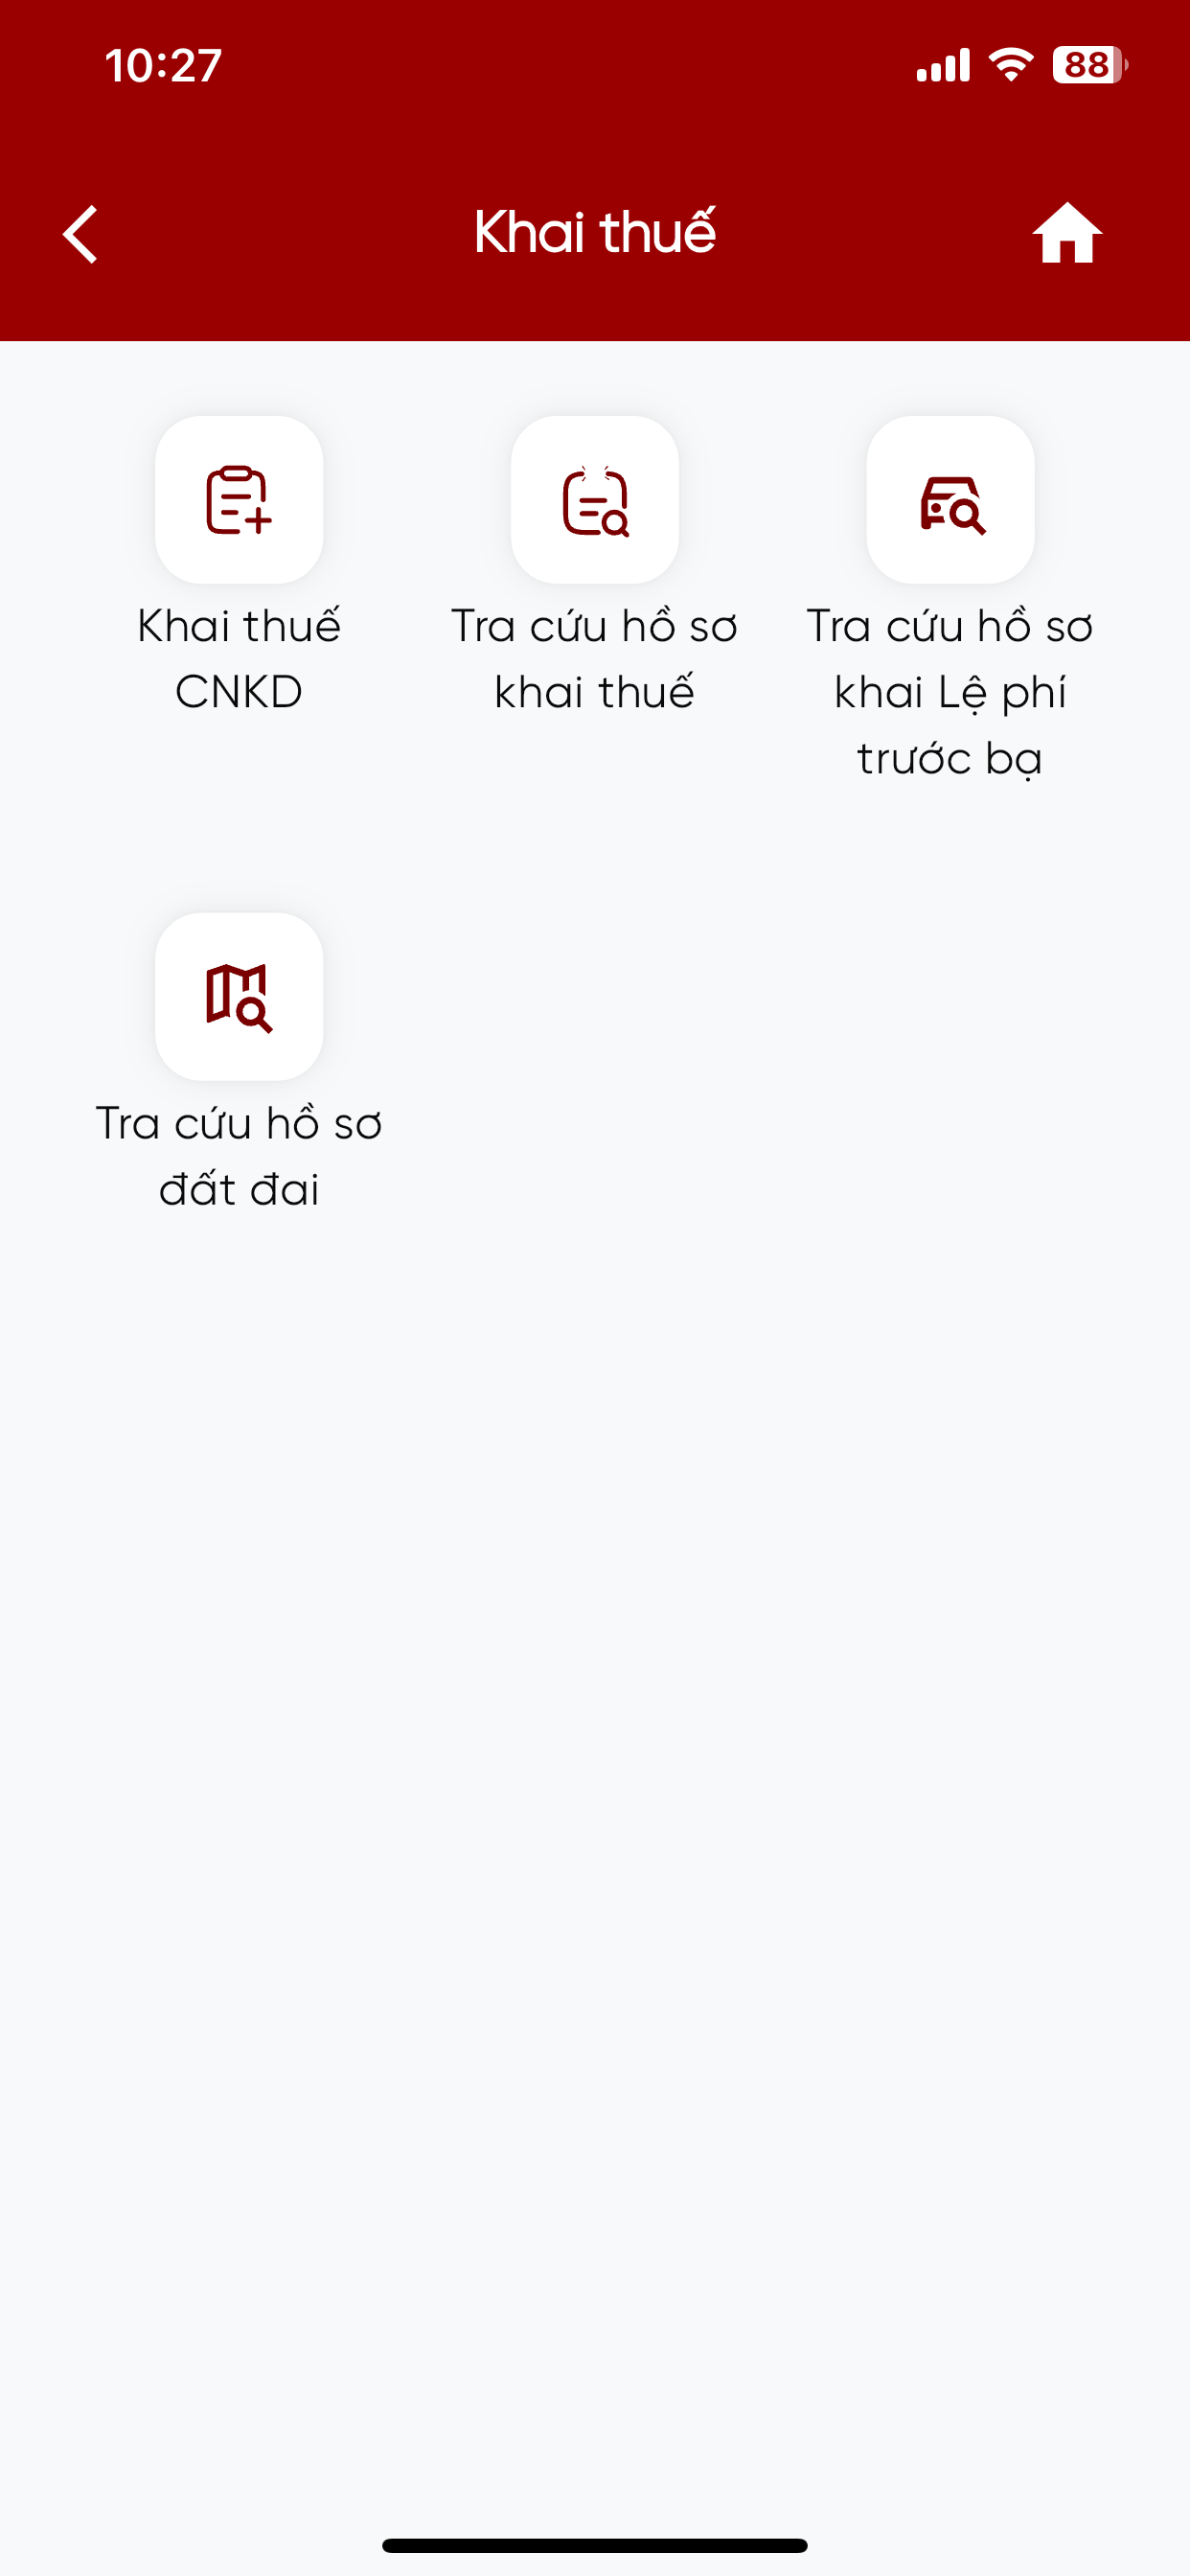 10:27
88
Khai thuế
Khai thuế
CNKD
Tra cứu hồ sơ
khai thuế
Tra cứu hồ sơ
khai Lệ phí
trước bạ
Tra cứu hồ sơ
đất đai